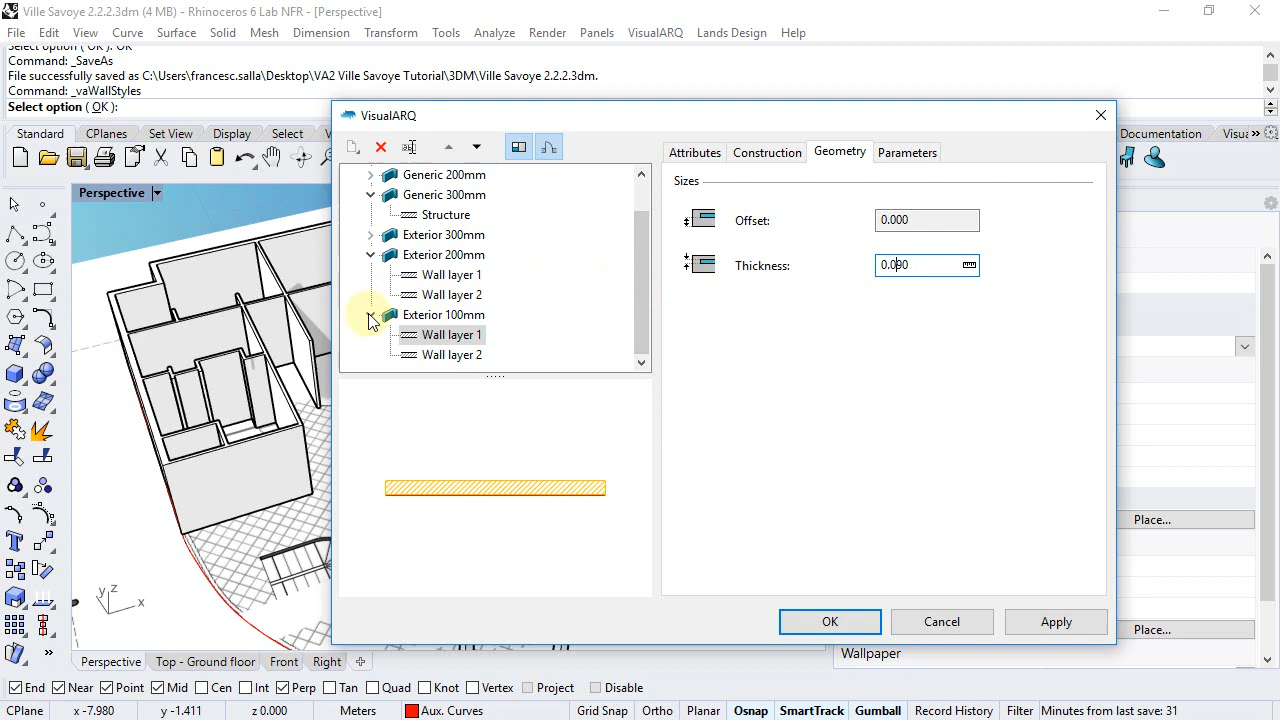 Ville Savoye 2.2.2.3dm (4 MB) - Rhinoceros 6 Lab NFR - [Perspective]
File Edit View Curve Surface Solid Mesh Dimension Transform Tools Analyze Render Panels VisualARQ Lands Design Help
Select option ( OK ): OK
Command: _SaveAs
File successfully saved as C:\Users\francesc.salla\Desktop\VA2 Ville Savoye Tutorial\3DM\Ville Savoye 2.2.2.3dm.
Command: _vaWallStyles
Select option ( OK ):
VisualARQ
Standard CPlanes Set View Display Select Documentation Visua
Attributes Construction Geometry Parameters
Perspective
Generic 200mm
Generic 300mm
Structure
Exterior 300mm
Exterior 200mm
Wall layer 1
Wall layer 2
Exterior 100mm
Wall layer 1
Wall layer 2
Sizes
Offset: 0.000
Thickness: 0.090
Place...
OK Cancel Apply
Place...
Wallpaper
y z x
Perspective Top - Ground floor Front Right
End Near Point Mid Cen Int Perp Tan Quad Knot Vertex Project Disable
CPlane x -7.980 y -1.411 z 0.000 Meters Aux. Curves Grid Snap Ortho Planar Osnap SmartTrack Gumball Record History Filter Minutes from last save: 31